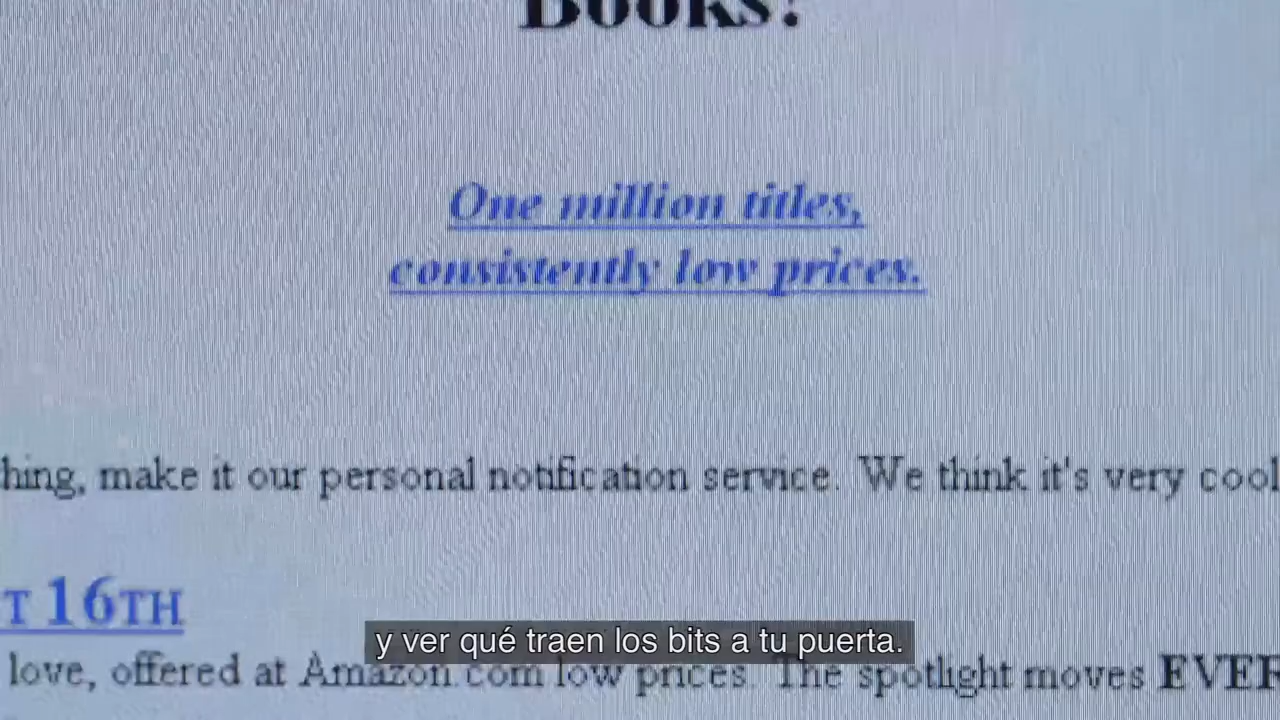 Books!
One million titles,
consistently low prices.
hing, make it our personal notification service. We think it's very cool
T 16TH
y ver qué traen los bits a tu puerta.
love, offered at Amazon.com low prices. The spotlight moves EVER